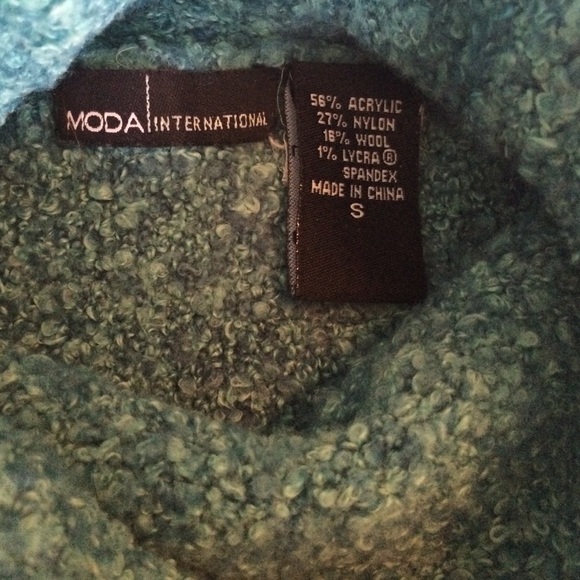 MODA INTERNATIONAL
56% ACRYLIC
27% NYLON
16% WOOL
1% LYCRA®
SPANDEX
MADE IN CHINA
S